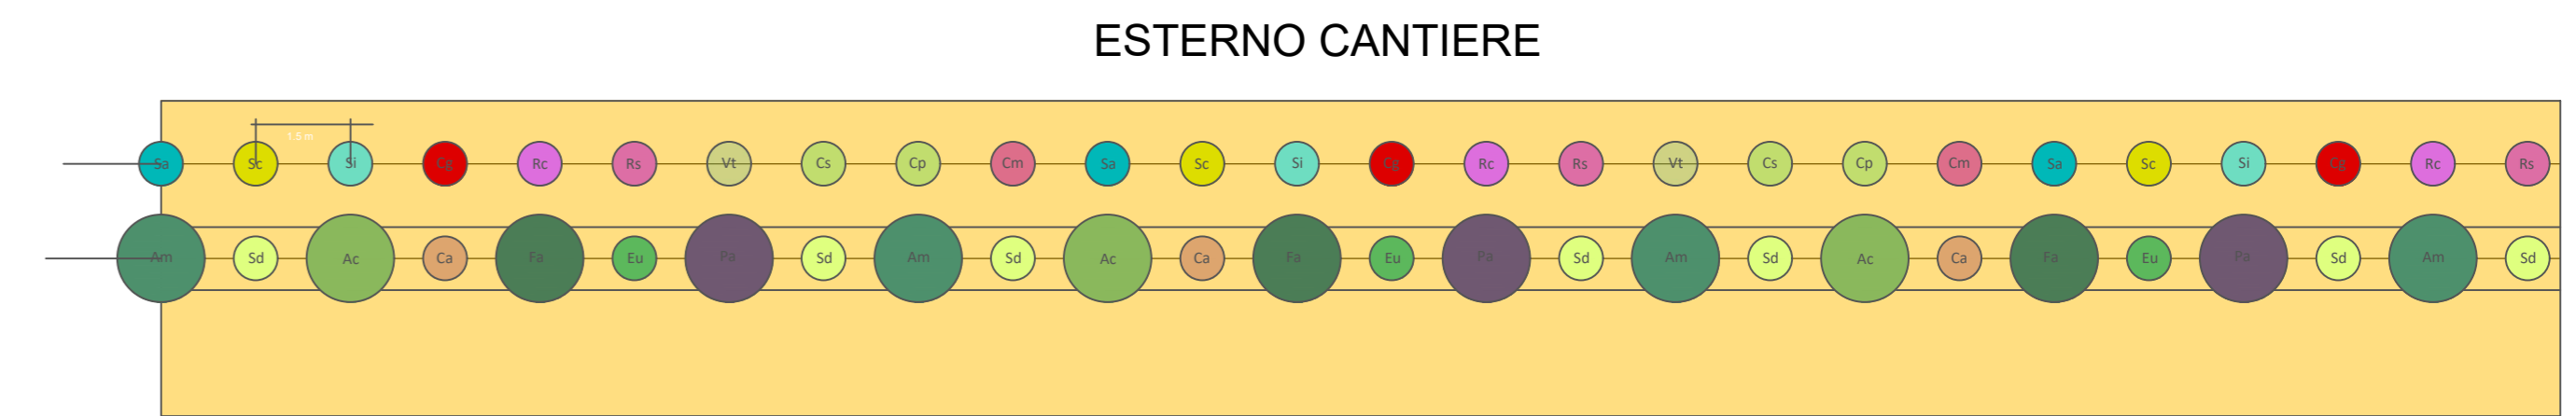 ESTERNO CANTIERE
1.5 m
Sa Sc Si Cg Rc Rs Vt Cs Cp Cm Sa Sc Si Cg Rc Rs Vt Cs Cp Cm Sa Sc Si Cg Rc Rs
Am Sd Ac Ca Fa Eu Pa Sd Am Sd Ac Ca Fa Eu Pa Sd Am Sd Ac Ca Fa Eu Pa Sd Am Sd